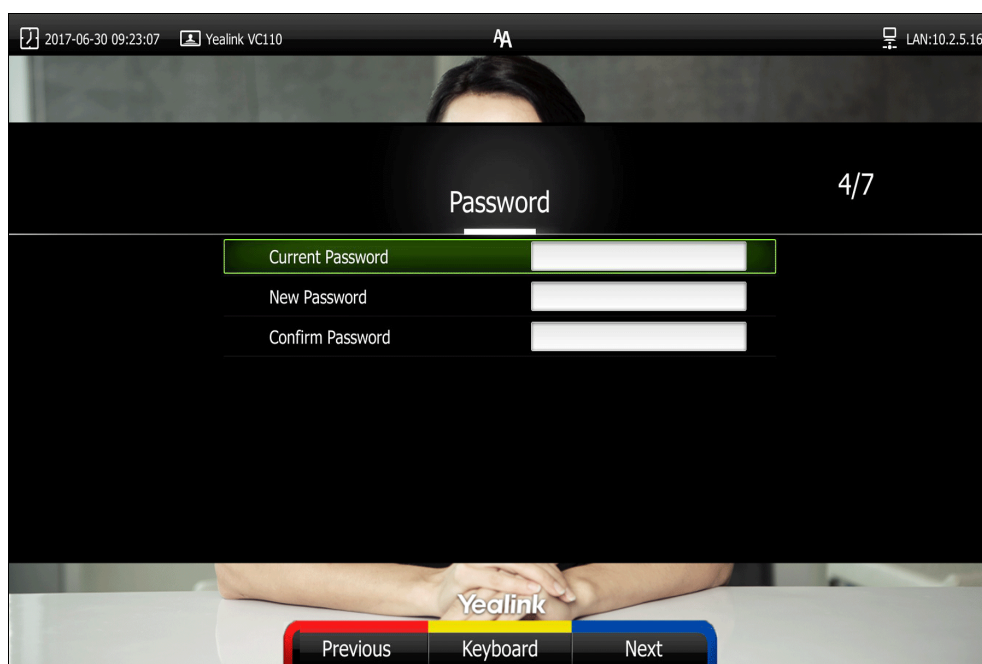 2017-06-30 09:23:07 Yealink VC110 AA LAN:10.2.5.16
4/7
Password
Current Password
New Password
Confirm Password
Yealink
Previous Keyboard Next